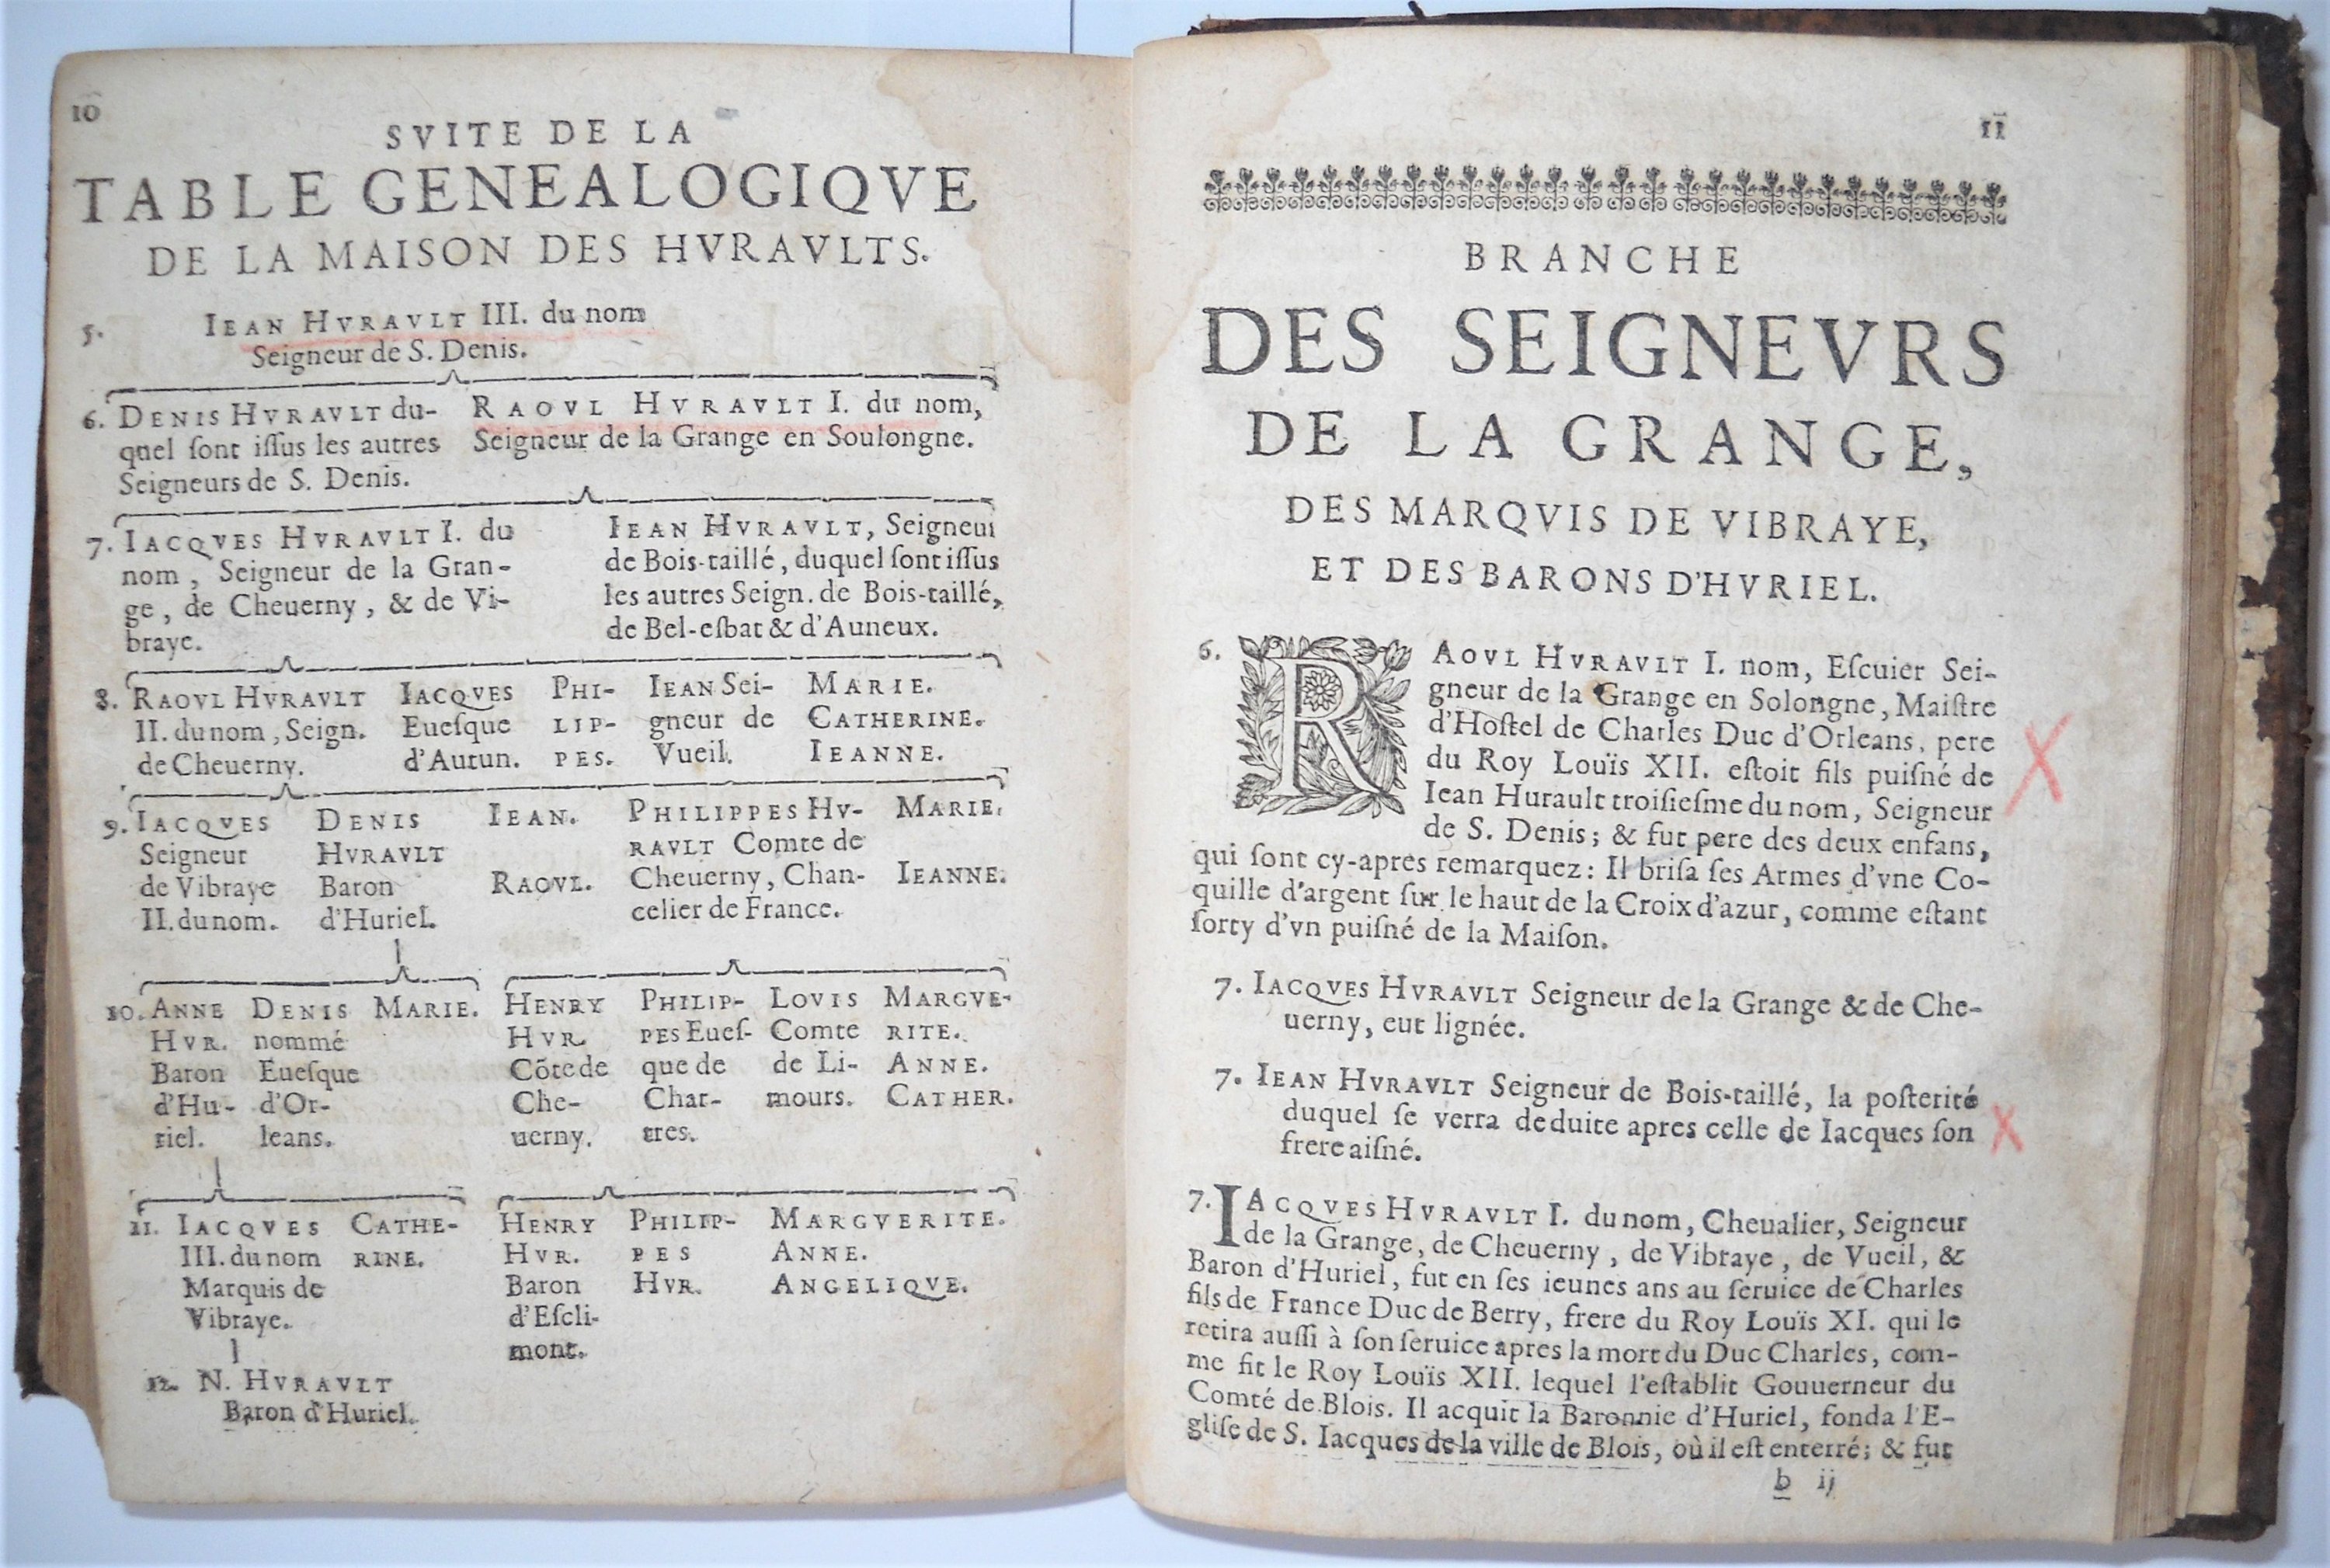 10
SVITE DE LA
TABLE GENEALOGIQVE
DE LA MAISON DES HVRAVLTS.
5. IEAN HVRAVLT III. du nom
Seigneur de S. Denis.
6. DENIS HVRAVLT du-
quel ſont iſſus les autres
Seigneurs de S. Denis.
RAOVL HVRAVLT I. du nom,
Seigneur de la Grange en Soulongne.
7. IACQVES HVRAVLT I. du
nom, Seigneur de la Gran-
ge, de Cheuerny, & de Vi-
braye.
IEAN HVRAVLT, Seigneur
de Bois-taillé, duquel ſont iſſus
les autres Seign. de Bois-taillé,
de Bel-eſbat & d'Auneux.
8. RAOVL HVRAVLT
II. du nom, Seign.
de Cheuerny.
IACQVES
Eueſque
d'Autun.
PHI-
LIP-
PES.
IEAN Sei-
gneur de
Vueil.
MARIE.
CATHERINE.
IEANNE.
9. IACQVES
Seigneur
de Vibraye
II. du nom.
DENIS
HVRAVLT
Baron
d'Huriel.
IEAN.
RAOVL.
PHILIPPES HV-
RAVLT Comte de
Cheuerny, Chan-
celier de France.
MARIE.
IEANNE.
10. ANNE
HVR.
Baron
d'Hu-
riel.
DENIS
nommé
Eueſque
d'Or-
leans.
MARIE.
HENRY
HVR.
Cõte de
Che-
uerny.
PHILIP-
PES Eueſ-
que de
Char-
tres.
LOVIS
Comte
de Li-
mours.
MARGVE-
RITE.
ANNE.
CATHER.
11. IACQVES
III. du nom
Marquis de
Vibraye.
CATHE-
RINE.
HENRY
HVR.
Baron
d'Eſcli-
mont.
PHILIP-
PES
HVR.
MARGVERITE.
ANNE.
ANGELIQVE.
12. N. HVRAVLT
Baron d'Huriel.
11
BRANCHE
DES SEIGNEVRS
DE LA GRANGE,
DES MARQVIS DE VIBRAYE,
ET DES BARONS D'HVRIEL.
6. RAOVL HVRAVLT I. nom, Eſcuier Sei-
gneur de la Grange en Solongne, Maiſtre
d'Hoſtel de Charles Duc d'Orleans, pere
du Roy Louïs XII. eſtoit fils puiſné de
Iean Hurault troiſieſme du nom, Seigneur
de S. Denis; & fut pere des deux enfans,
qui ſont cy-apres remarquez: Il briſa ſes Armes d'vne Co-
quille d'argent ſur le haut de la Croix d'azur, comme eſtant
ſorty d'vn puiſné de la Maiſon.
7. IACQVES HVRAVLT Seigneur de la Grange & de Che-
uerny, eut lignée.
7. IEAN HVRAVLT Seigneur de Bois-taillé, la poſterité
duquel ſe verra deduite apres celle de Iacques ſon
frere aiſné.
7. IACQVES HVRAVLT I. du nom, Cheualier, Seigneur
de la Grange, de Cheuerny, de Vibraye, de Vueil, &
Baron d'Huriel, fut en ſes ieunes ans au ſeruice de Charles
fils de France Duc de Berry, frere du Roy Louïs XI. qui le
retira auſſi à ſon ſeruice apres la mort du Duc Charles, com-
me fit le Roy Louïs XII. lequel l'eſtablit Gouuerneur du
Comté de Blois. Il acquit la Baronnie d'Huriel, fonda l'E-
gliſe de S. Iacques de la ville de Blois, où il eſt enterré; & fut
b ij